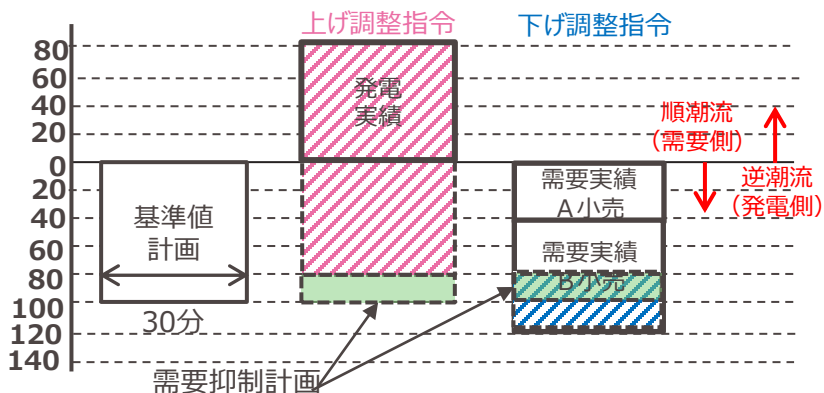 上げ調整指令
下げ調整指令
80
60
40
20
0
20
40
60
80
100
120
140
発電
実績
順潮流
（需要側）
逆潮流
（発電側）
基準値
計画
30分
需要実績
A小売
需要実績
B小売
需要抑制計画